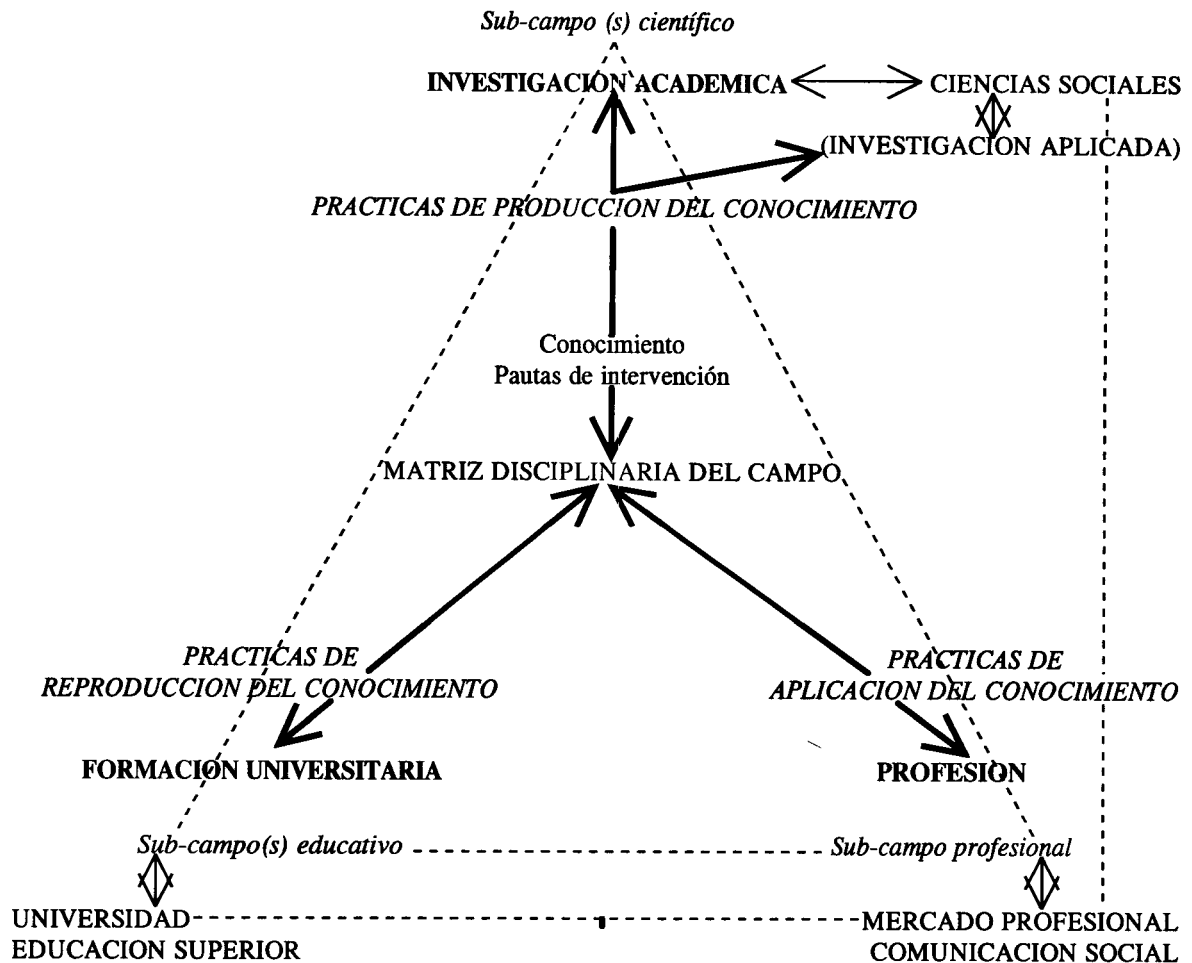 Sub-campo (s) científico
INVESTIGACION ACADEMICA
CIENCIAS SOCIALES
(INVESTIGACION APLICADA)
PRACTICAS DE PRODUCCION DEL CONOCIMIENTO
Conocimiento
Pautas de intervención
MATRIZ DISCIPLINARIA DEL CAMPO
PRACTICAS DE
REPRODUCCION DEL CONOCIMIENTO
PRACTICAS DE
APLICACION DEL CONOCIMIENTO
FORMACION UNIVERSITARIA
PROFESION
Sub-campo(s) educativo
Sub-campo profesional
UNIVERSIDAD
EDUCACION SUPERIOR
MERCADO PROFESIONAL
COMUNICACION SOCIAL